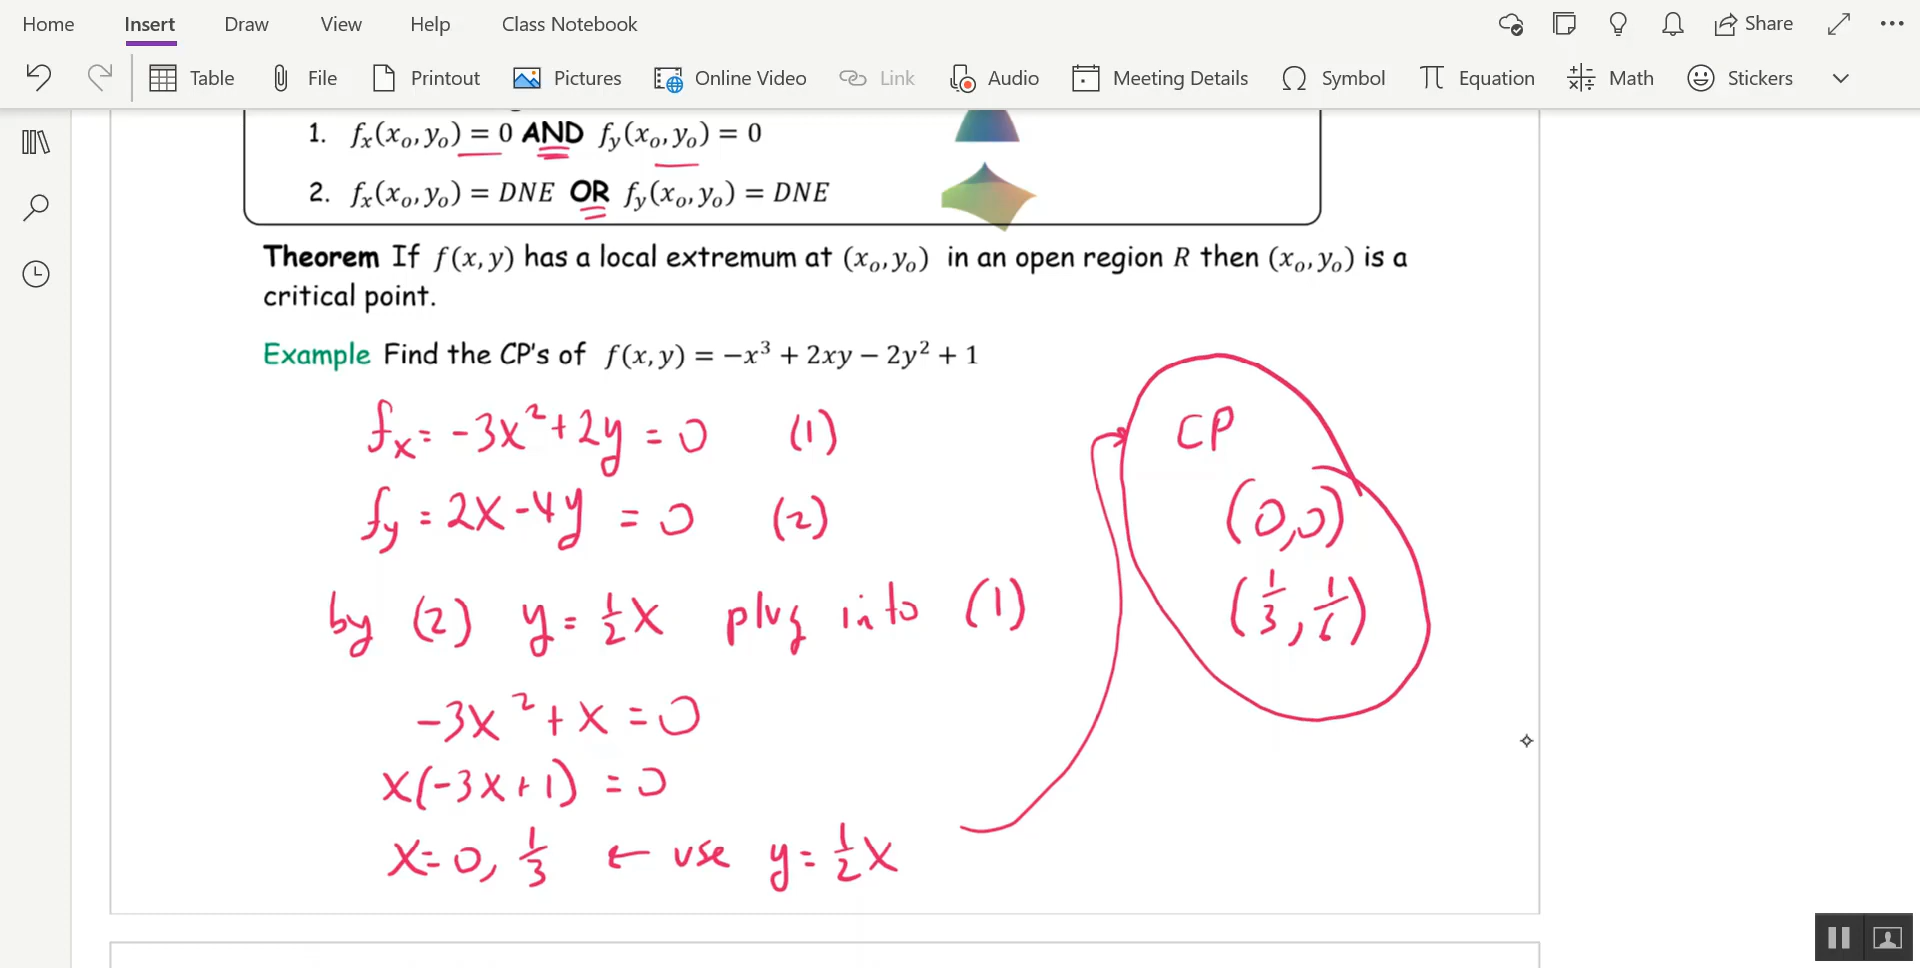 Home Insert Draw View Help Class Notebook Share
Table File Printout Pictures Online Video Link Audio Meeting Details Symbol Equation Math Stickers
1. fₓ(xₒ,yₒ) = 0 AND f_y(xₒ,yₒ) = 0
2. fₓ(xₒ,yₒ) = DNE OR f_y(xₒ,yₒ) = DNE
Theorem If f(x,y) has a local extremum at (xₒ,yₒ) in an open region R then (xₒ,yₒ) is a
critical point.
Example Find the CP's of f(x,y) = −x³ + 2xy − 2y² + 1
fₓ = -3x² + 2y = 0 (1)
f_y = 2x - 4y = 0 (2)
by (2) y = ½x plug into (1)
-3x² + x = 0
x(-3x + 1) = 0
x = 0, ⅓ ← use y = ½x
CP
(0,0)
(⅓, ⅙)